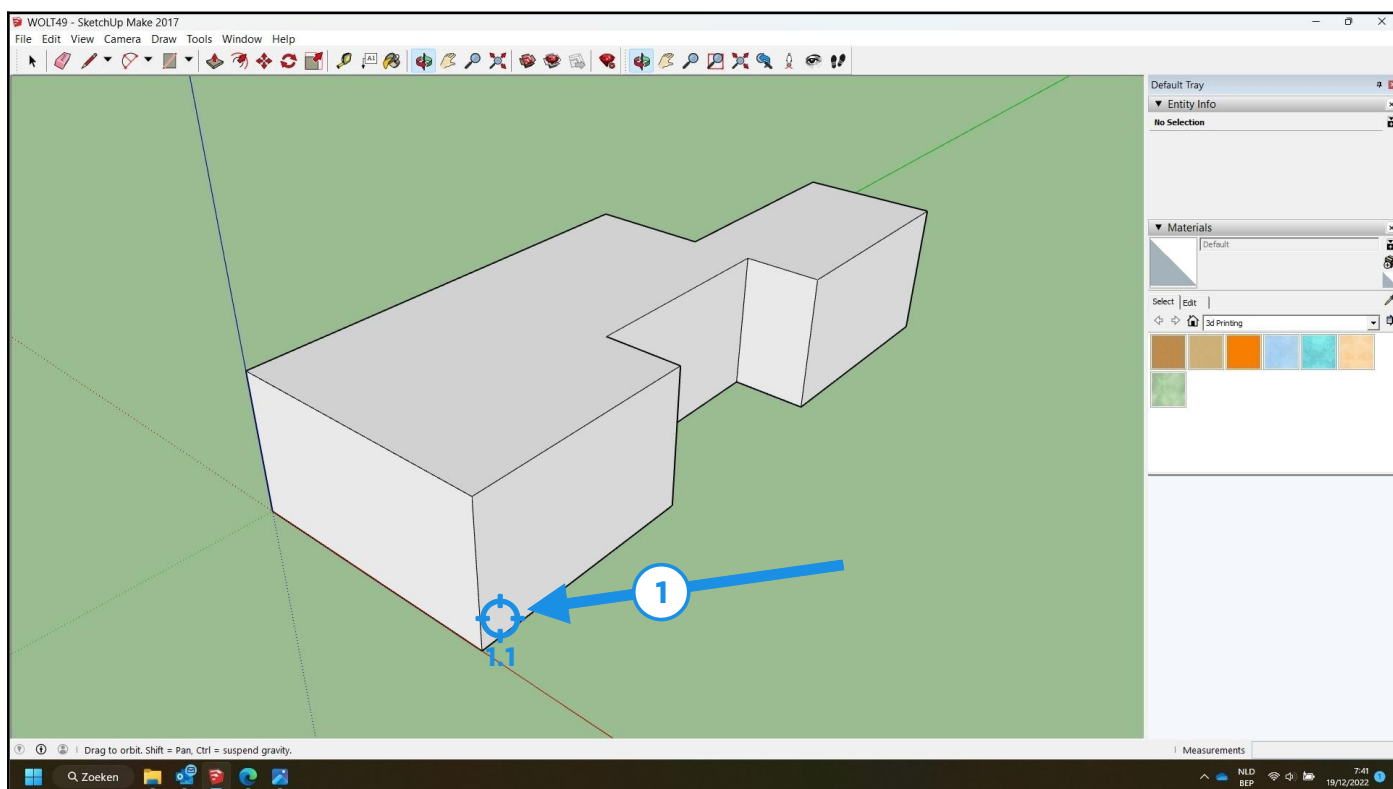 WOLT49 - SketchUp Make 2017
File Edit View Camera Draw Tools Window Help
A1
Default Tray
Entity Info
No Selection
Materials
Default
Select Edit
3d Printing
1
1.1
Drag to orbit. Shift = Pan, Ctrl = suspend gravity.
Measurements
Zoeken
NLD
BEP
7:41
19/12/2022
1